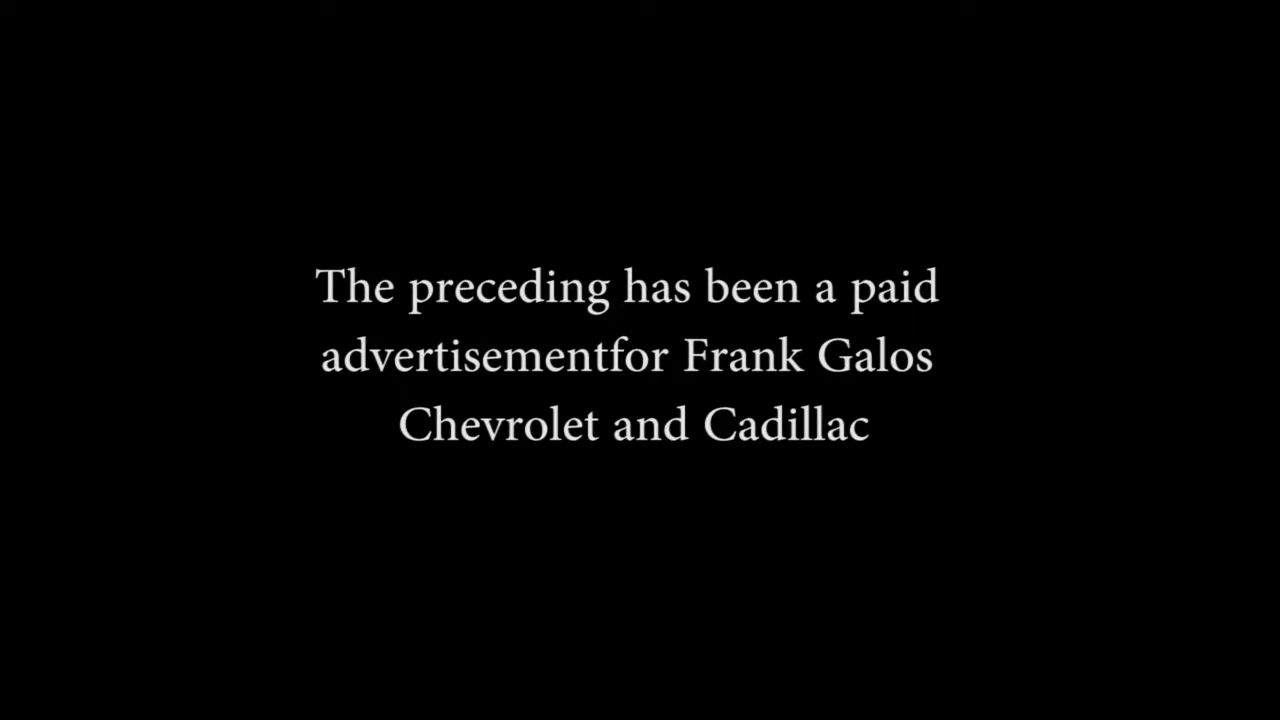 The preceding has been a paid
advertisementfor Frank Galos
Chevrolet and Cadillac